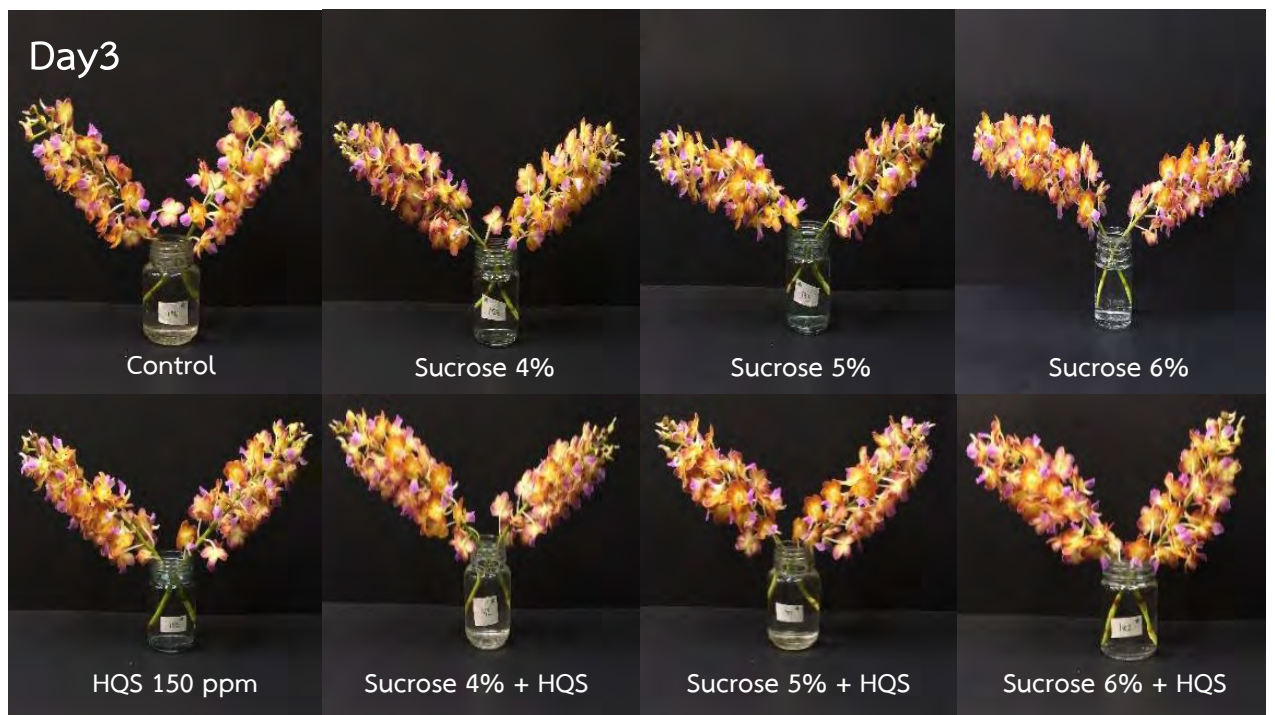 Day3
Control
Sucrose 4%
Sucrose 5%
Sucrose 6%
HQS 150 ppm
Sucrose 4% + HQS
Sucrose 5% + HQS
Sucrose 6% + HQS